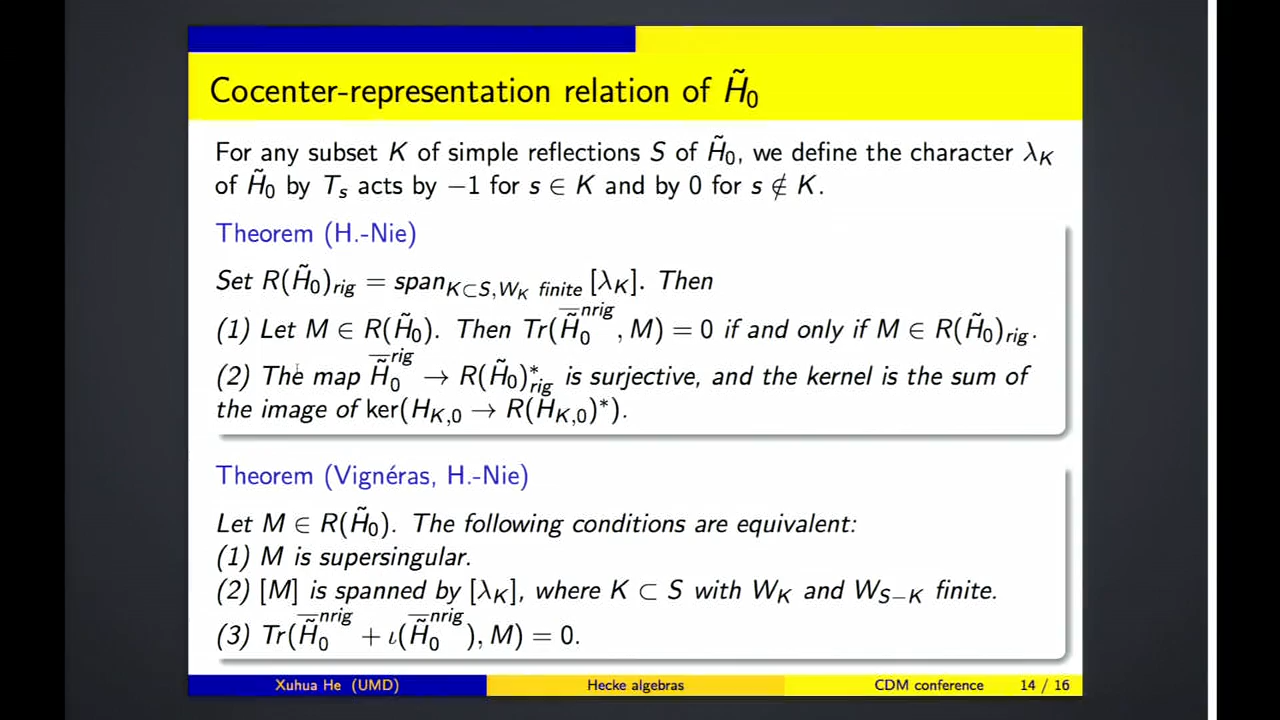 Cocenter-representation relation of H̃₀
For any subset K of simple reflections S of H̃₀, we define the character λ_K
of H̃₀ by T_s acts by −1 for s ∈ K and by 0 for s ∉ K.
Theorem (H.-Nie)
Set R(H̃₀)_rig = span_{K⊂S,W_K finite} [λ_K]. Then
(1) Let M ∈ R(H̃₀). Then Tr(\overline{H̃}₀^{nrig}, M) = 0 if and only if M ∈ R(H̃₀)_rig.
(2) The map \overline{H̃}₀^{rig} → R(H̃₀)*_rig is surjective, and the kernel is the sum of
the image of ker(H_{K,0} → R(H_{K,0})*).
Theorem (Vignéras, H.-Nie)
Let M ∈ R(H̃₀). The following conditions are equivalent:
(1) M is supersingular.
(2) [M] is spanned by [λ_K], where K ⊂ S with W_K and W_{S−K} finite.
(3) Tr(\overline{H̃}₀^{nrig} + ι(\overline{H̃}₀^{nrig}), M) = 0.
Xuhua He (UMD) Hecke algebras CDM conference 14 / 16